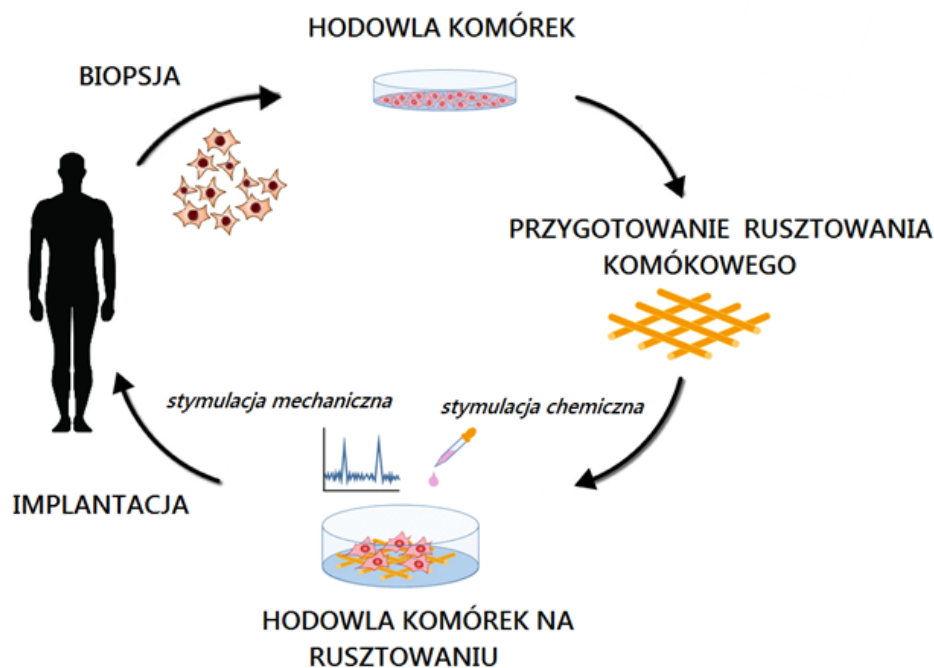 HODOWLA KOMÓREK
BIOPSJA
PRZYGOTOWANIE RUSZTOWANIA
KOMÓKOWEGO
stymulacja mechaniczna
stymulacja chemiczna
IMPLANTACJA
HODOWLA KOMÓREK NA
RUSZTOWANIU